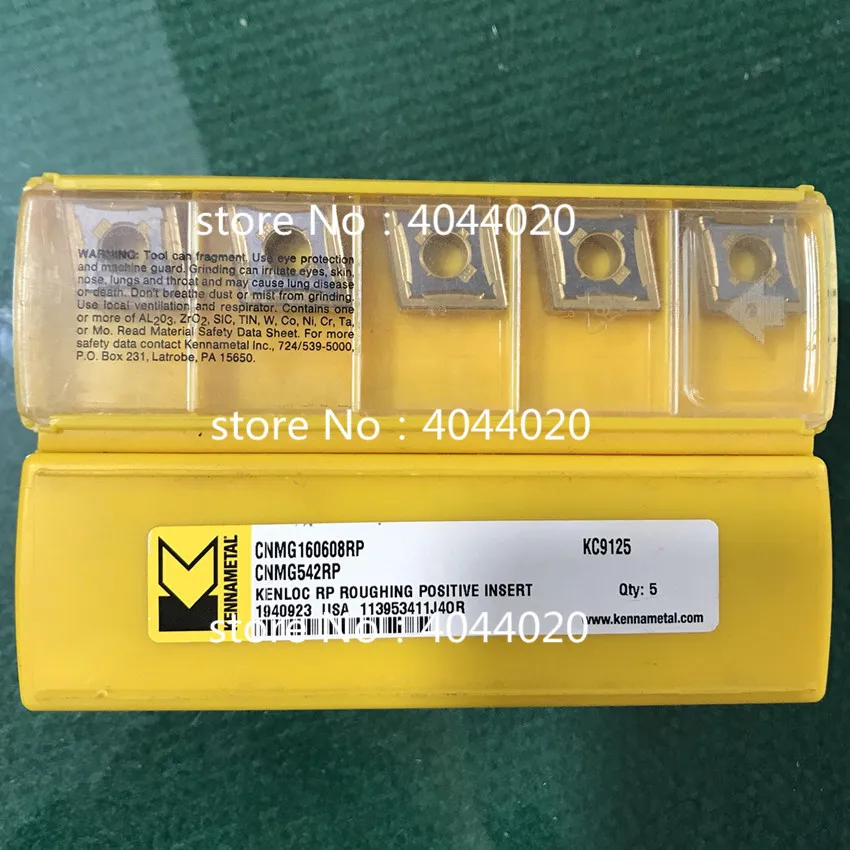 store No : 4044020
WARNING: Tool can fragment. Use eye protection
and machine guard. Grinding can irritate eyes, skin,
nose, lungs and throat and may cause lung disease
or death. Don't breathe dust or mist from grinding.
Use local ventilation and respirator. Contains one
or more of AL2O3, ZrO2, SIC, TIN, W, Co, Ni, Cr, Ta,
or Mo. Read Material Safety Data Sheet. For more
safety data contact Kennametal Inc., 724/539-5000,
P.O. Box 231, Latrobe, PA 15650.
store No : 4044020
KENNAMETAL
CNMG160608RP KC9125
CNMG542RP
KENLOC RP ROUGHING POSITIVE INSERT Qty: 5
1940923 USA 113953411J40R
www.kennametal.com
store No : 4044020